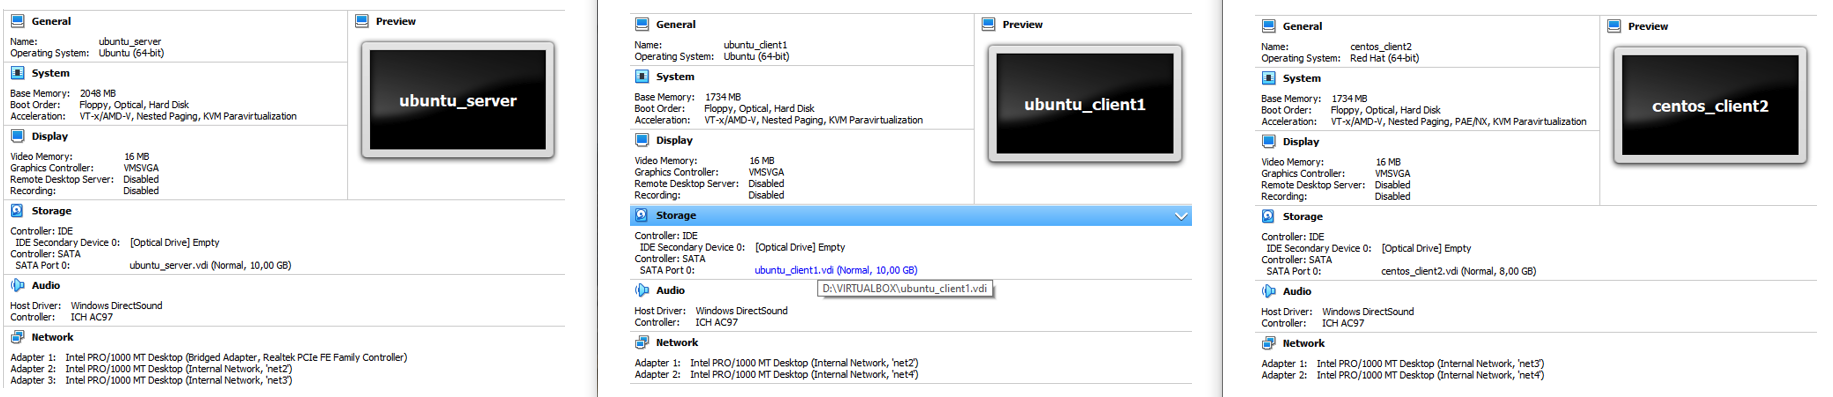 General
Name: ubuntu_server
Operating System: Ubuntu (64-bit)
System
Base Memory: 2048 MB
Boot Order: Floppy, Optical, Hard Disk
Acceleration: VT-x/AMD-V, Nested Paging, KVM Paravirtualization
Display
Video Memory: 16 MB
Graphics Controller: VMSVGA
Remote Desktop Server: Disabled
Recording: Disabled
Preview
ubuntu_server
Storage
Controller: IDE
IDE Secondary Device 0: [Optical Drive] Empty
Controller: SATA
SATA Port 0: ubuntu_server.vdi (Normal, 10,00 GB)
Audio
Host Driver: Windows DirectSound
Controller: ICH AC97
Network
Adapter 1: Intel PRO/1000 MT Desktop (Bridged Adapter, Realtek PCIe FE Family Controller)
Adapter 2: Intel PRO/1000 MT Desktop (Internal Network, 'net2')
Adapter 3: Intel PRO/1000 MT Desktop (Internal Network, 'net3')
General
Name: ubuntu_client1
Operating System: Ubuntu (64-bit)
System
Base Memory: 1734 MB
Boot Order: Floppy, Optical, Hard Disk
Acceleration: VT-x/AMD-V, Nested Paging, KVM Paravirtualization
Display
Video Memory: 16 MB
Graphics Controller: VMSVGA
Remote Desktop Server: Disabled
Recording: Disabled
Preview
ubuntu_client1
Storage
Controller: IDE
IDE Secondary Device 0: [Optical Drive] Empty
Controller: SATA
SATA Port 0: ubuntu_client1.vdi (Normal, 10,00 GB)
D:\VIRTUALBOX\ubuntu_client1.vdi
Audio
Host Driver: Windows DirectSound
Controller: ICH AC97
Network
Adapter 1: Intel PRO/1000 MT Desktop (Internal Network, 'net2')
Adapter 2: Intel PRO/1000 MT Desktop (Internal Network, 'net4')
General
Name: centos_client2
Operating System: Red Hat (64-bit)
System
Base Memory: 1734 MB
Boot Order: Floppy, Optical, Hard Disk
Acceleration: VT-x/AMD-V, Nested Paging, PAE/NX, KVM Paravirtualization
Display
Video Memory: 16 MB
Graphics Controller: VMSVGA
Remote Desktop Server: Disabled
Recording: Disabled
Preview
centos_client2
Storage
Controller: IDE
IDE Secondary Device 0: [Optical Drive] Empty
Controller: SATA
SATA Port 0: centos_client2.vdi (Normal, 8,00 GB)
Audio
Host Driver: Windows DirectSound
Controller: ICH AC97
Network
Adapter 1: Intel PRO/1000 MT Desktop (Internal Network, 'net3')
Adapter 2: Intel PRO/1000 MT Desktop (Internal Network, 'net4')